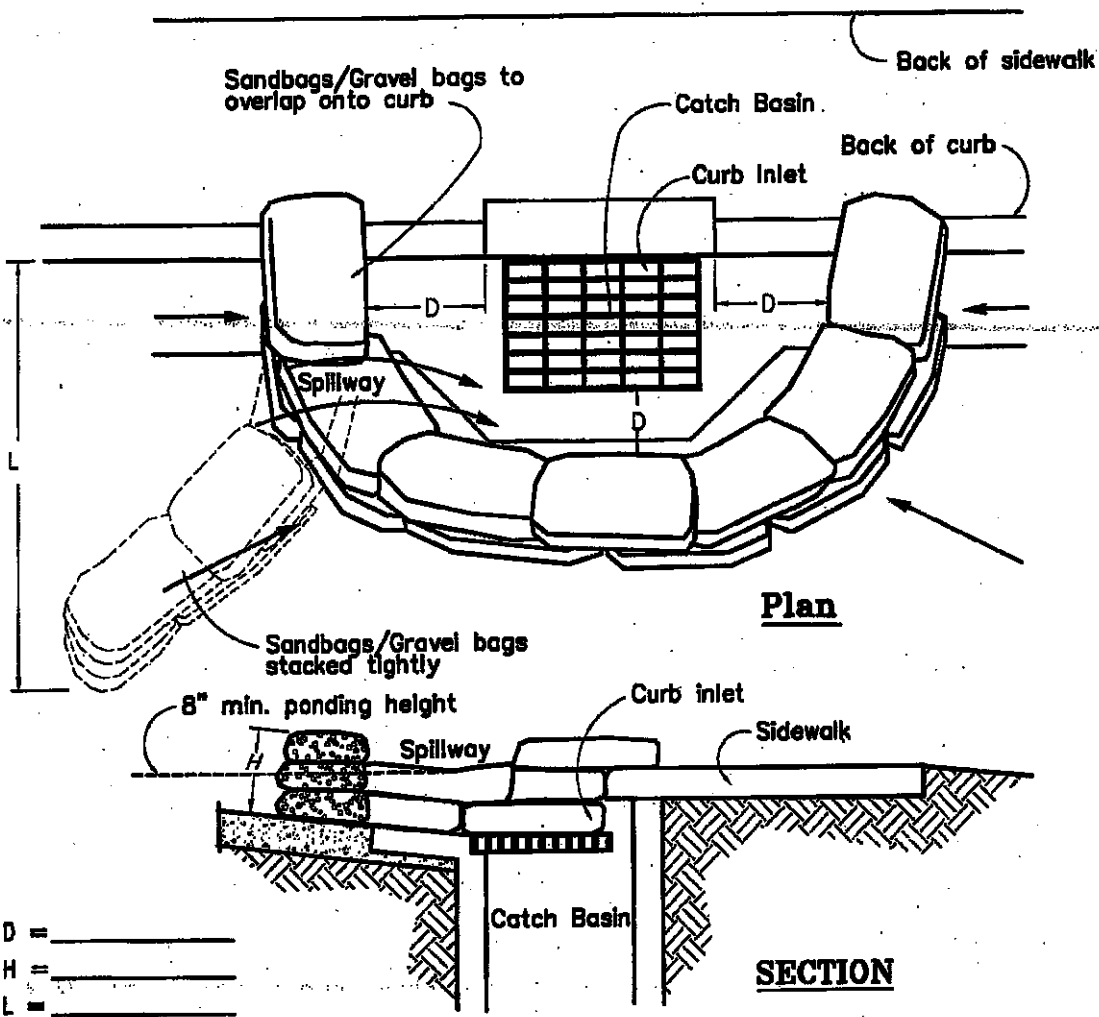 Back of sidewalk
Sandbags/Gravel bags to
overlap onto curb
Catch Basin
Back of curb
Curb Inlet
D
D
Spillway
D
L
Plan
Sandbags/Gravel bags
stacked tightly
8" min. ponding height
Curb inlet
H
Spillway
Sidewalk
Catch Basin
D =
H =
L =
SECTION